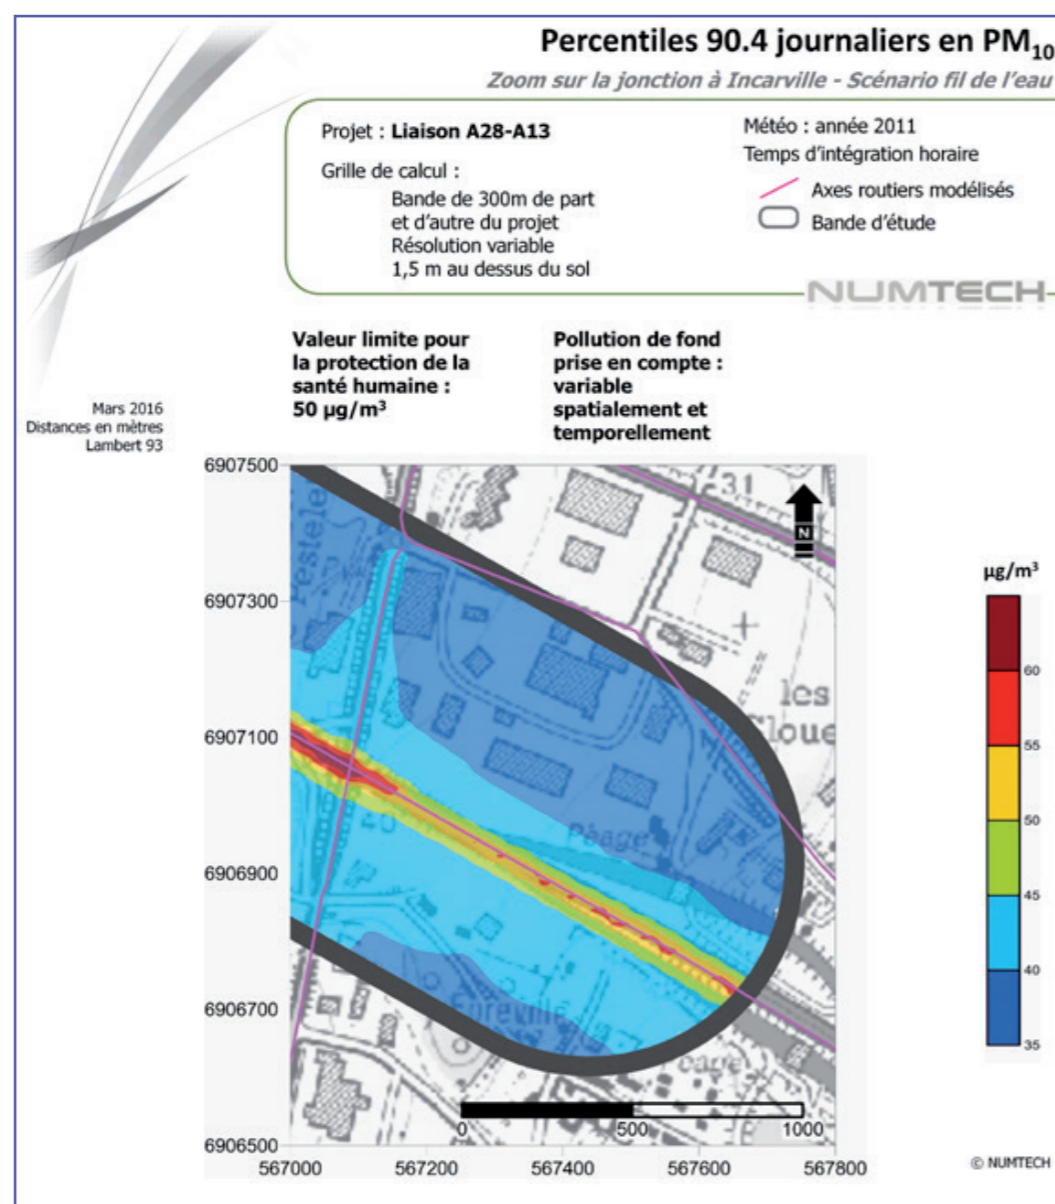 Percentiles 90.4 journaliers en PM10
Zoom sur la jonction à Incarville - Scénario fil de l'eau
Projet : Liaison A28-A13
Grille de calcul :
Bande de 300m de part
et d'autre du projet
Résolution variable
1,5 m au dessus du sol
Météo : année 2011
Temps d'intégration horaire
Axes routiers modélisés
Bande d'étude
NUMTECH
Valeur limite pour
la protection de la
santé humaine :
50 µg/m³
Pollution de fond
prise en compte :
variable
spatialement et
temporellement
Mars 2016
Distances en mètres
Lambert 93
6907500
6907300
6907100
6906900
6906700
6906500
567000
567200
567400
567600
567800
31
N
les
Péage
0
500
1000
µg/m³
60
55
50
45
40
35
© NUMTECH